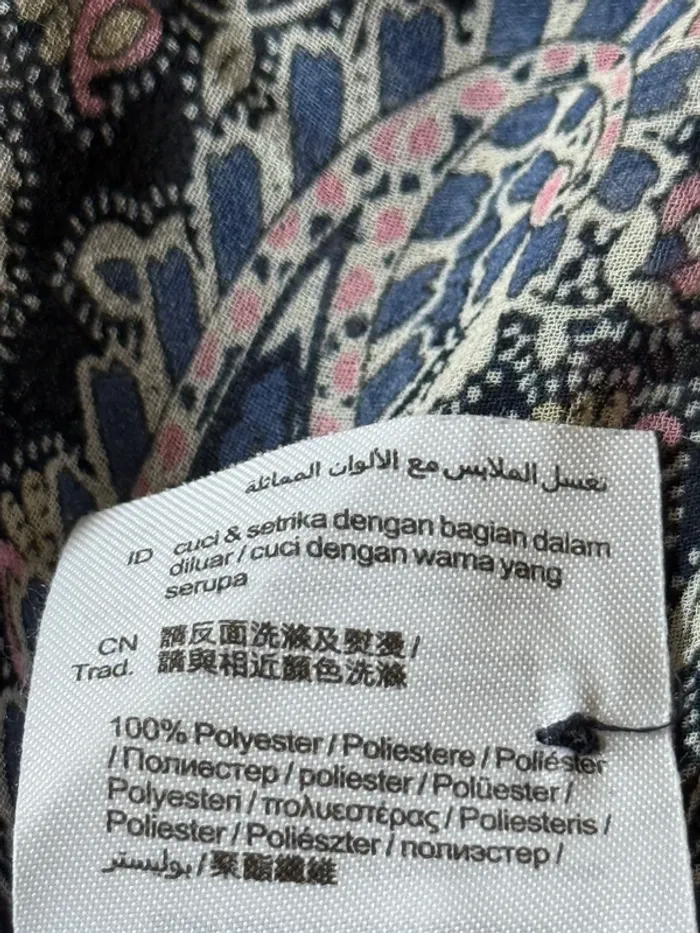 تغسل الملابس مع الألوان المماثلة
ID cuci & setrika dengan bagian dalam
diluar / cuci dengan warna yang
serupa
CN 請反面洗滌及熨燙/
Trad. 請與相近顏色洗滌
100% Polyester / Poliestere / Poliéster
/ Полиестер / poliester / Polüester /
Polyesteri / πολυεστέρας / Poliesteris /
Poliester / Poliészter / полиэстер /
بوليستر / 聚酯纖維